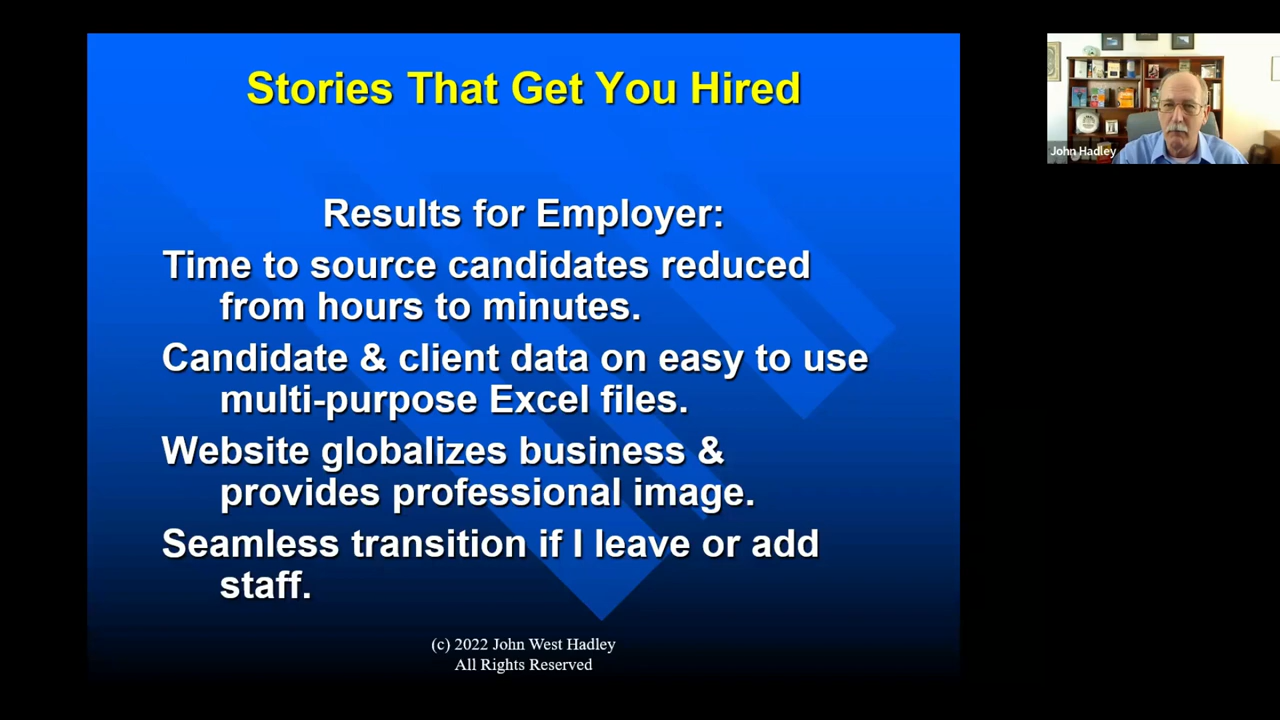 Stories That Get You Hired
John Hadley
Results for Employer:
Time to source candidates reduced
from hours to minutes.
Candidate & client data on easy to use
multi-purpose Excel files.
Website globalizes business &
provides professional image.
Seamless transition if I leave or add
staff.
(c) 2022 John West Hadley
All Rights Reserved